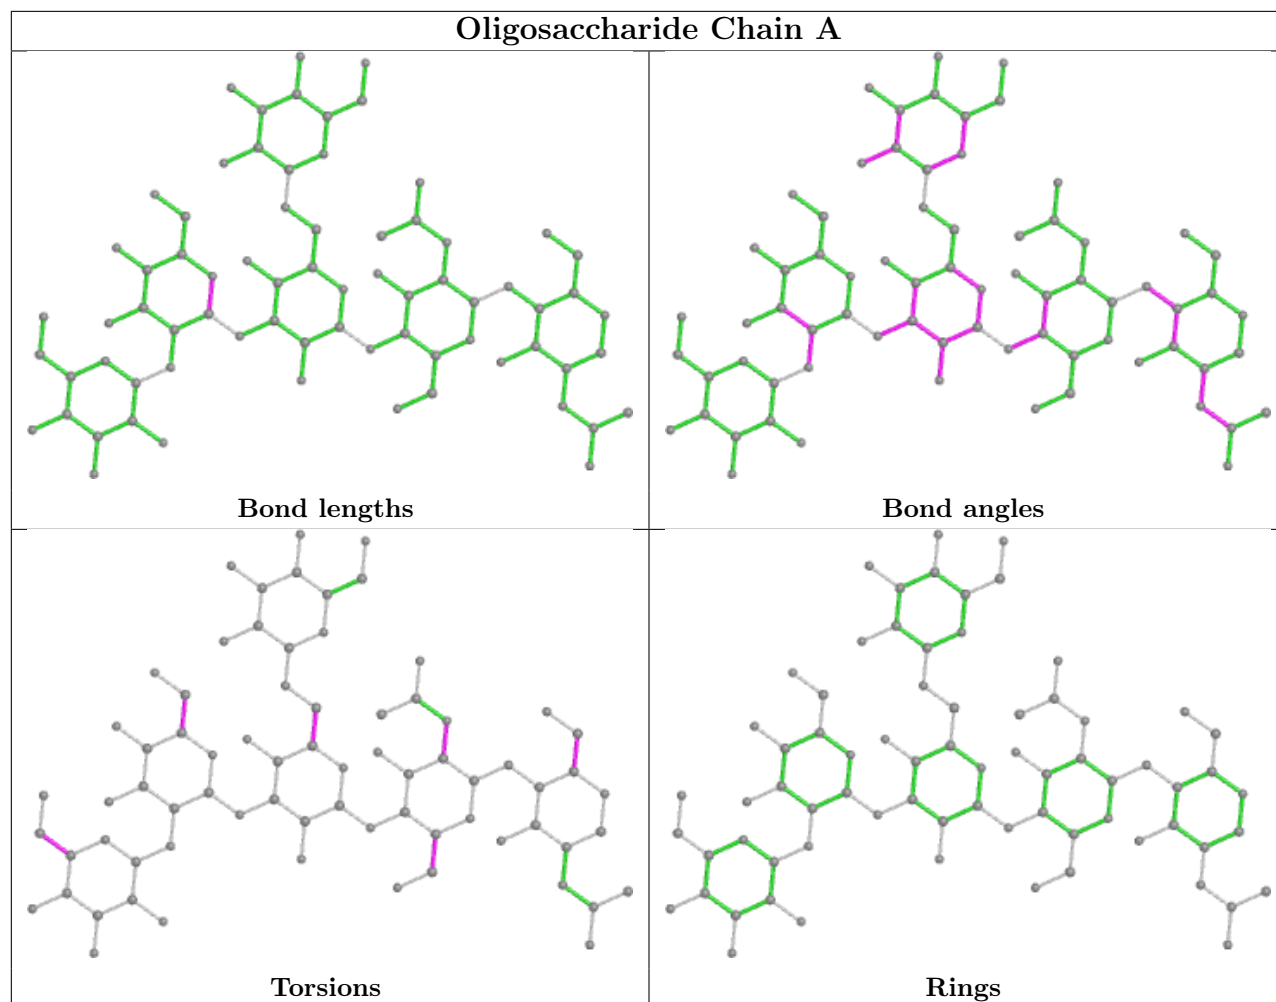 Oligosaccharide Chain A
Bond lengths
Bond angles
Torsions
Rings